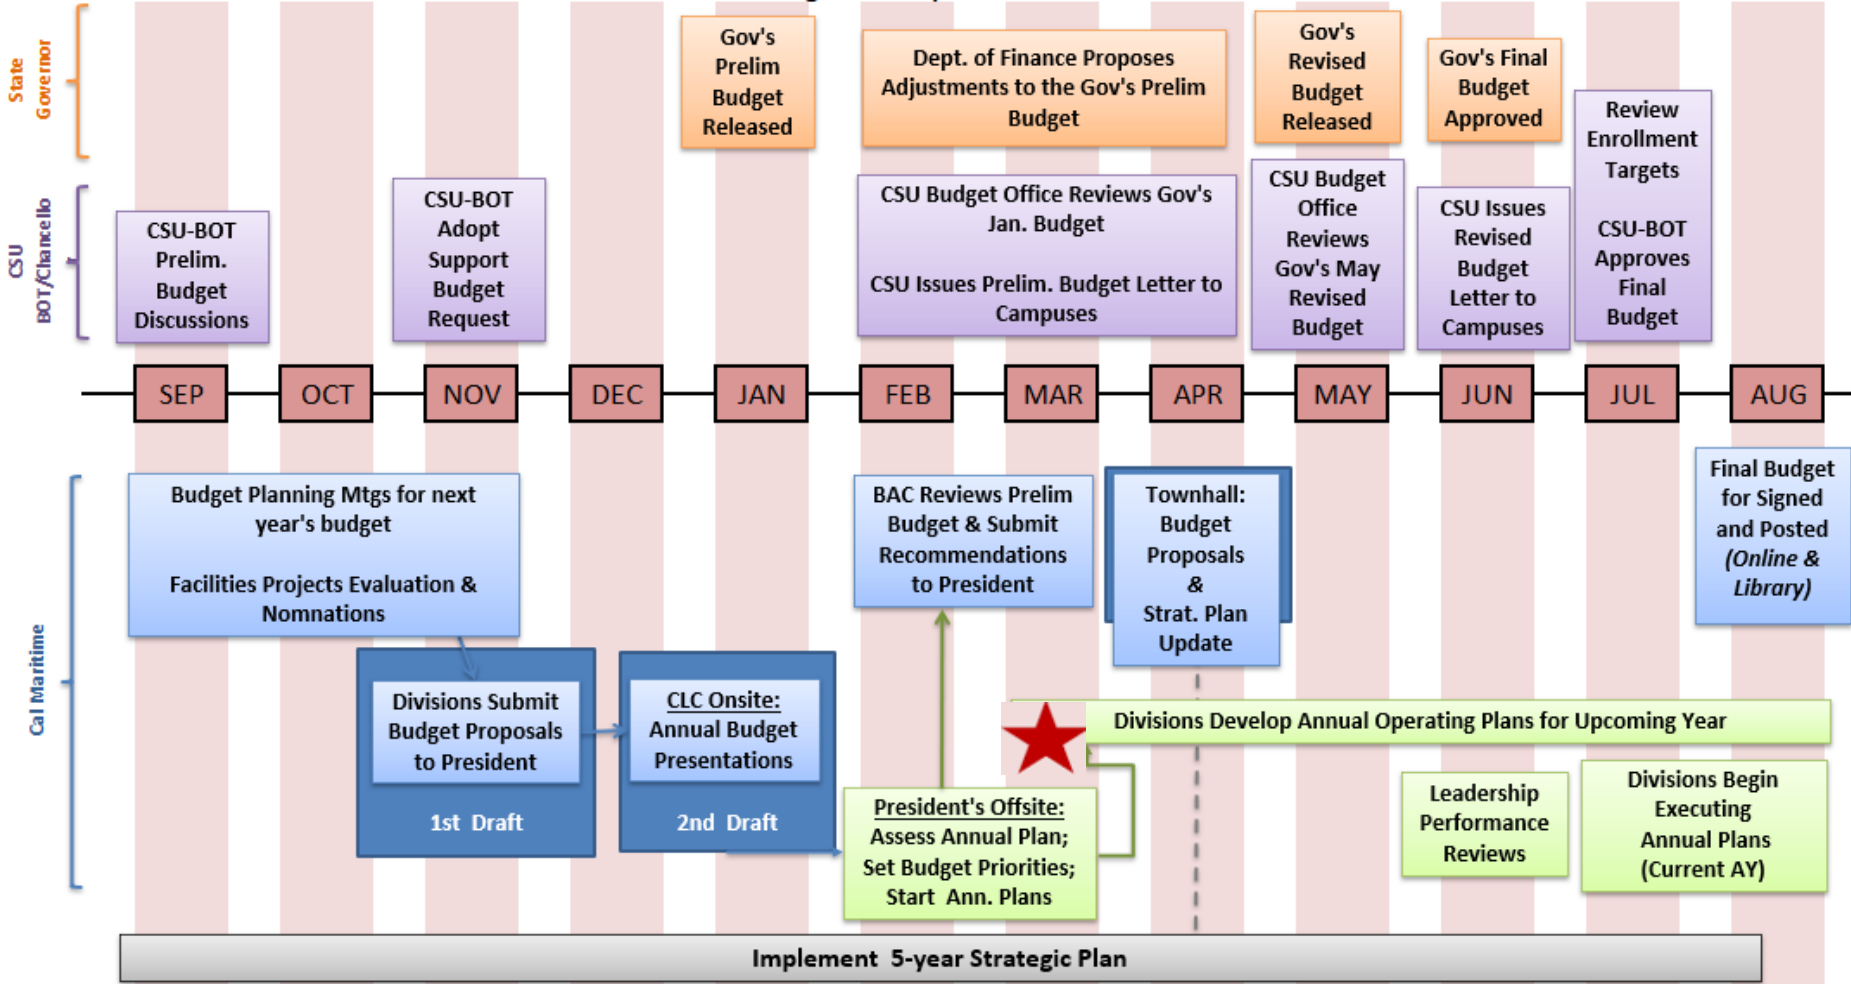 State
Governor
Gov's
Prelim
Budget
Released
Dept. of Finance Proposes
Adjustments to the Gov's Prelim
Budget
Gov's
Revised
Budget
Released
Gov's Final
Budget
Approved
CSU
BOT/Chancello
CSU-BOT
Prelim.
Budget
Discussions
CSU-BOT
Adopt
Support
Budget
Request
CSU Budget Office Reviews Gov's
Jan. Budget
CSU Issues Prelim. Budget Letter to
Campuses
CSU Budget
Office
Reviews
Gov's May
Revised
Budget
CSU Issues
Revised
Budget
Letter to
Campuses
Review
Enrollment
Targets
CSU-BOT
Approves
Final
Budget
SEP
OCT
NOV
DEC
JAN
FEB
MAR
APR
MAY
JUN
JUL
AUG
Cal Maritime
Budget Planning Mtgs for next
year's budget
Facilities Projects Evaluation &
Nomnations
Divisions Submit
Budget Proposals
to President
1st Draft
CLC Onsite:
Annual Budget
Presentations
2nd Draft
BAC Reviews Prelim
Budget & Submit
Recommendations
to President
Townhall:
Budget
Proposals
&
Strat. Plan
Update
Final Budget
for Signed
and Posted
(Online &
Library)
Divisions Develop Annual Operating Plans for Upcoming Year
President's Offsite:
Assess Annual Plan;
Set Budget Priorities;
Start Ann. Plans
Leadership
Performance
Reviews
Divisions Begin
Executing
Annual Plans
(Current AY)
Implement 5-year Strategic Plan